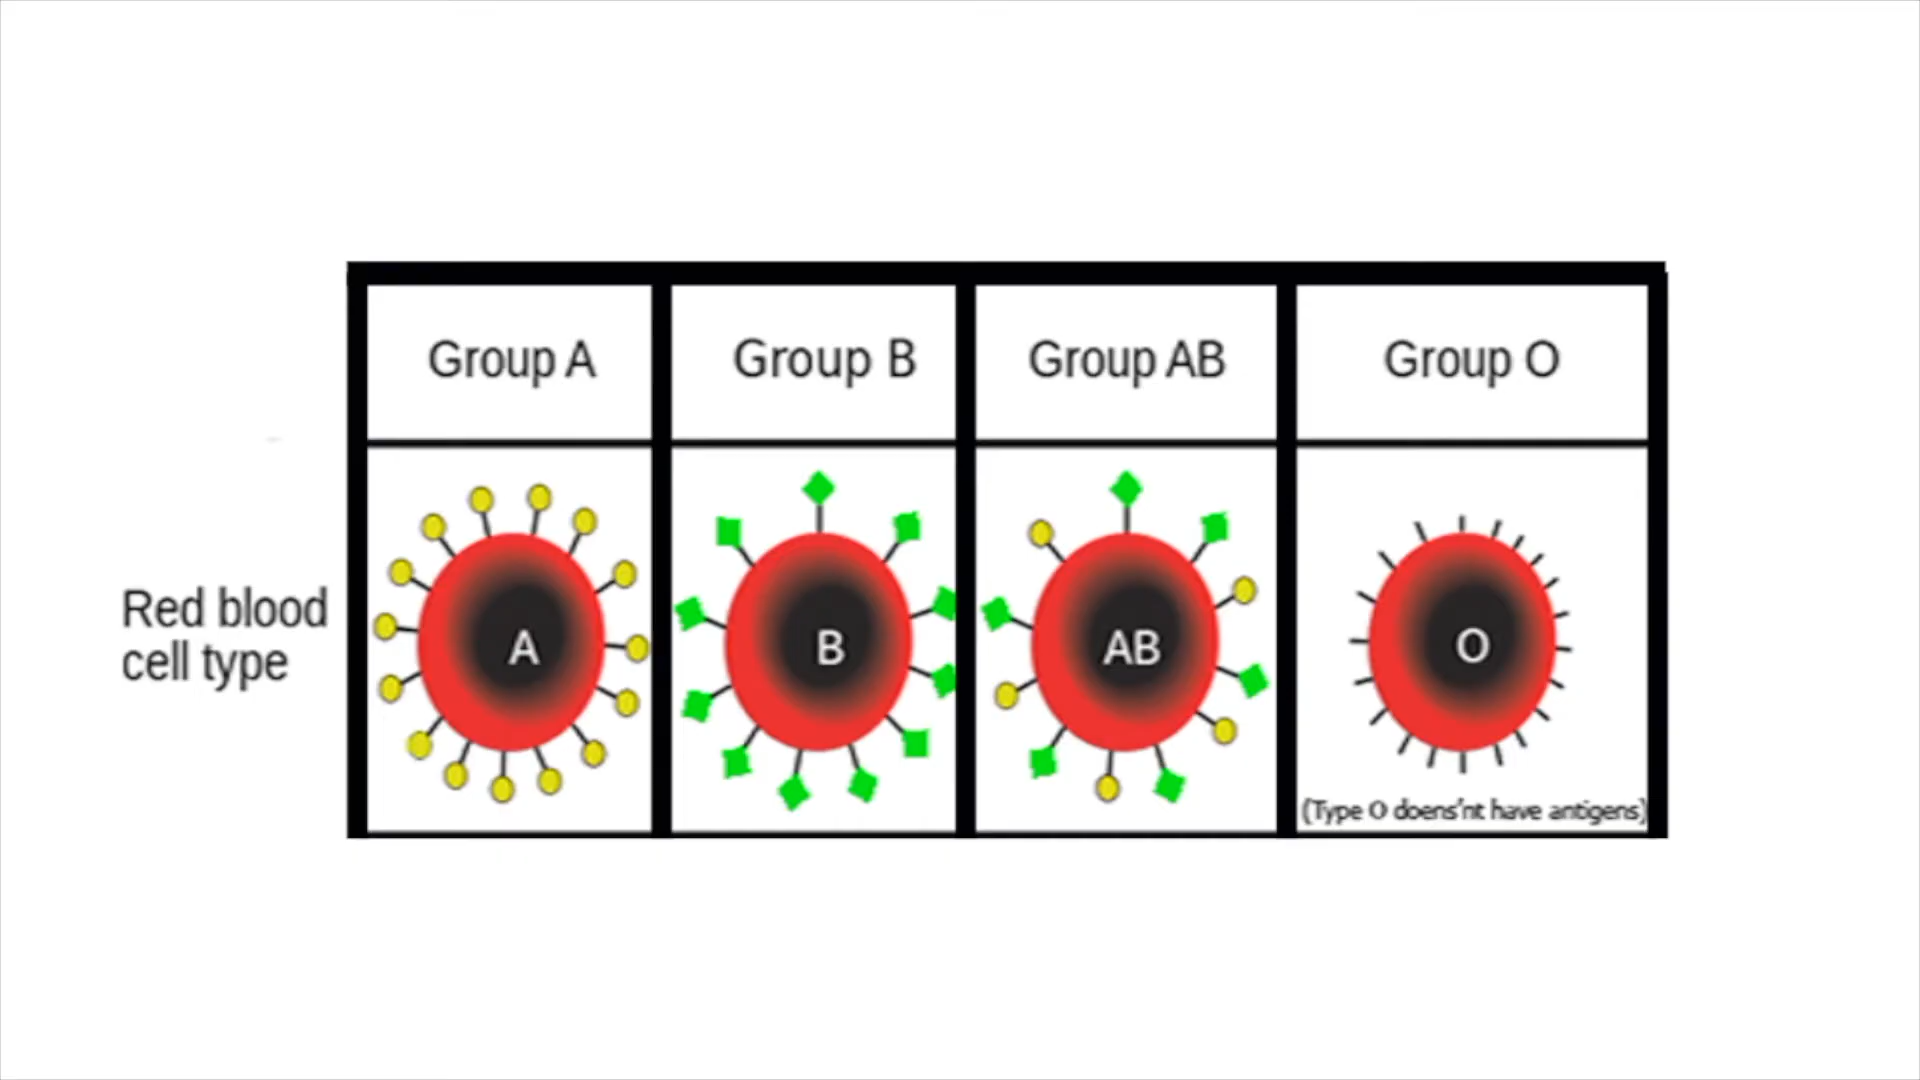 Group A
Group B
Group AB
Group O
Red blood
cell type
A
B
AB
O
(Type O doens'nt have antigens)